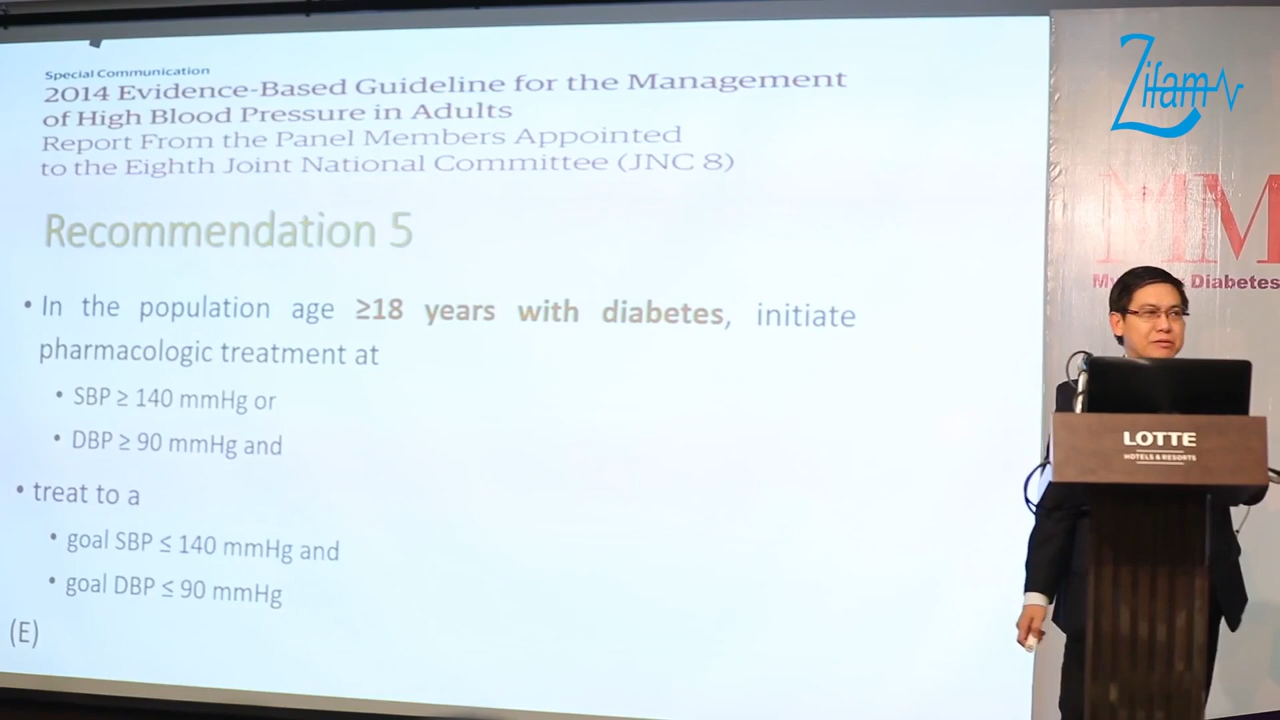 Special Communication
2014 Evidence-Based Guideline for the Management
of High Blood Pressure in Adults
Report From the Panel Members Appointed
to the Eighth Joint National Committee (JNC 8)
Recommendation 5
• In the population age ≥18 years with diabetes, initiate
pharmacologic treatment at
• SBP ≥ 140 mmHg or
• DBP ≥ 90 mmHg and
• treat to a
• goal SBP ≤ 140 mmHg and
• goal DBP ≤ 90 mmHg
(E)
Zifam
MM
Diabetes
LOTTE
HOTELS & RESORTS